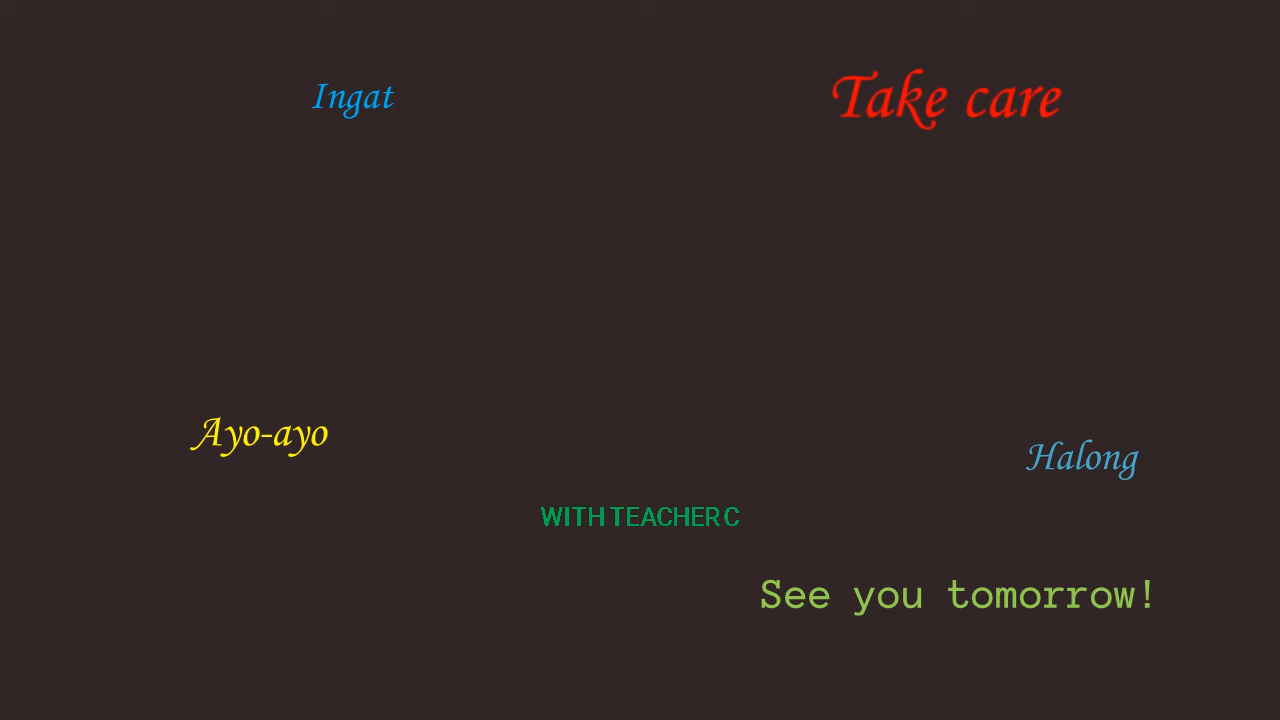 Ingat
Take care
Ayo-ayo
Halong
WITH TEACHER C
See you tomorrow!